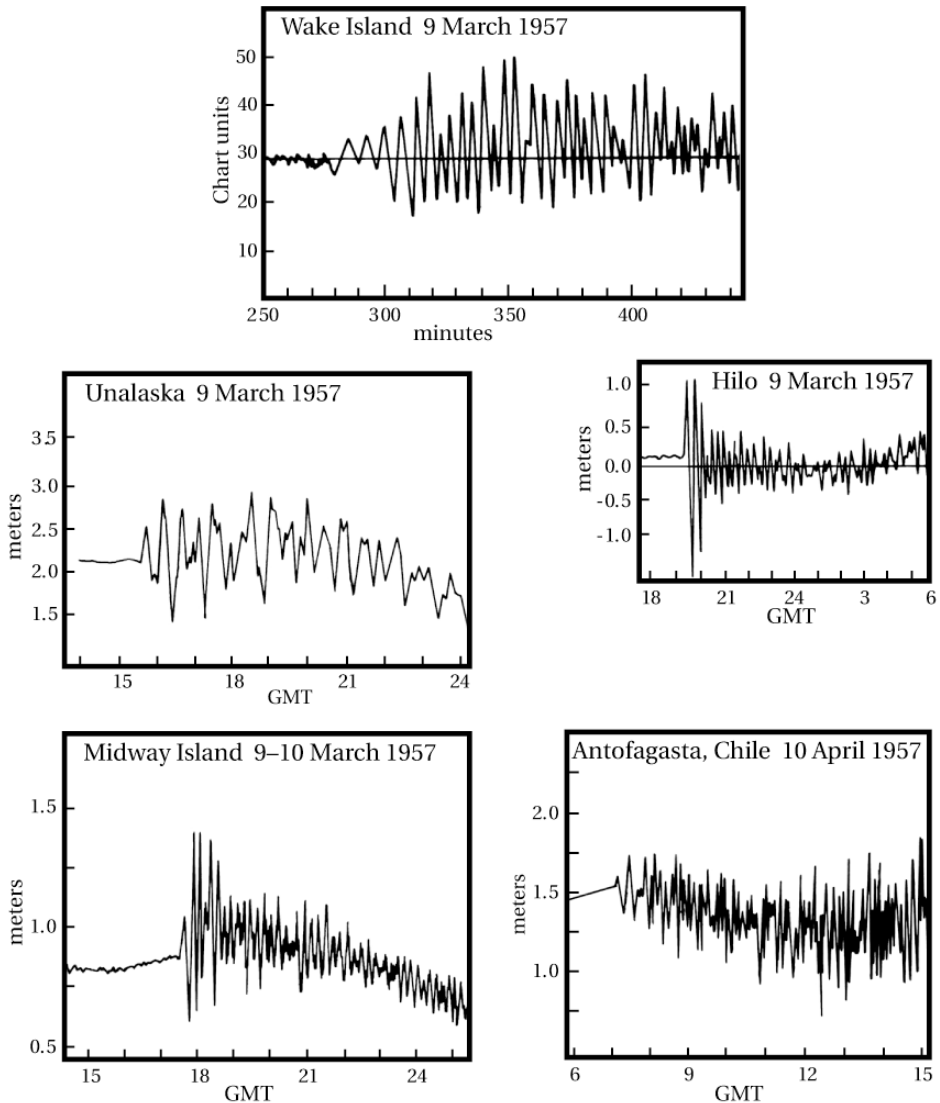 Wake Island 9 March 1957
50
40
30
20
10
Chart units
250 300 350 400
minutes
Unalaska 9 March 1957
3.5
3.0
2.5
2.0
1.5
meters
15 18 21 24
GMT
Hilo 9 March 1957
1.0
0.5
0.0
-0.5
-1.0
meters
18 21 24 3 6
GMT
Midway Island 9–10 March 1957
1.5
1.0
0.5
meters
15 18 21 24
GMT
Antofagasta, Chile 10 April 1957
2.0
1.5
1.0
meters
6 9 12 15
GMT